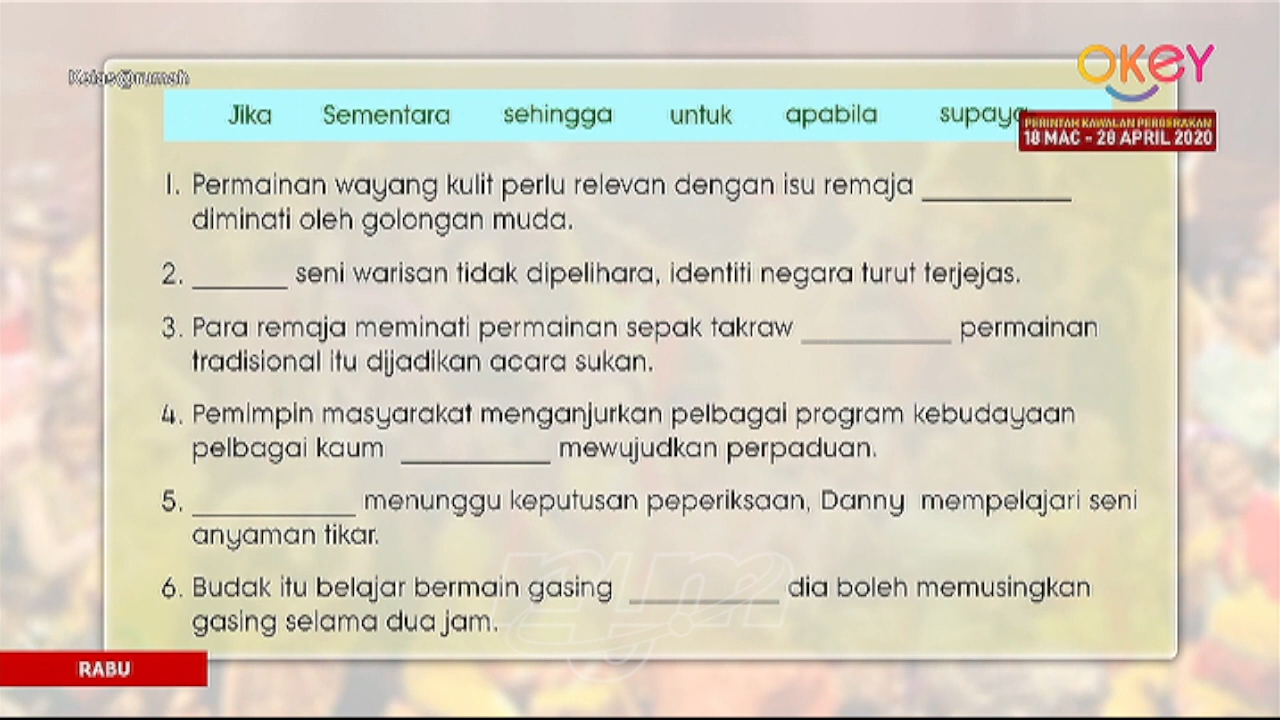 Kelas@rumah
OKEY
Jika Sementara sehingga untuk apabila supaya
PERINTAH KAWALAN PERGERAKAN
18 MAC - 28 APRIL 2020
1. Permainan wayang kulit perlu relevan dengan isu remaja __________
diminati oleh golongan muda.
2. _______ seni warisan tidak dipelihara, identiti negara turut terjejas.
3. Para remaja meminati permainan sepak takraw __________ permainan
tradisional itu dijadikan acara sukan.
4. Pemimpin masyarakat menganjurkan pelbagai program kebudayaan
pelbagai kaum __________ mewujudkan perpaduan.
5. ___________ menunggu keputusan peperiksaan, Danny mempelajari seni
anyaman tikar.
6. Budak itu belajar bermain gasing __________ dia boleh memusingkan
gasing selama dua jam.
RABU